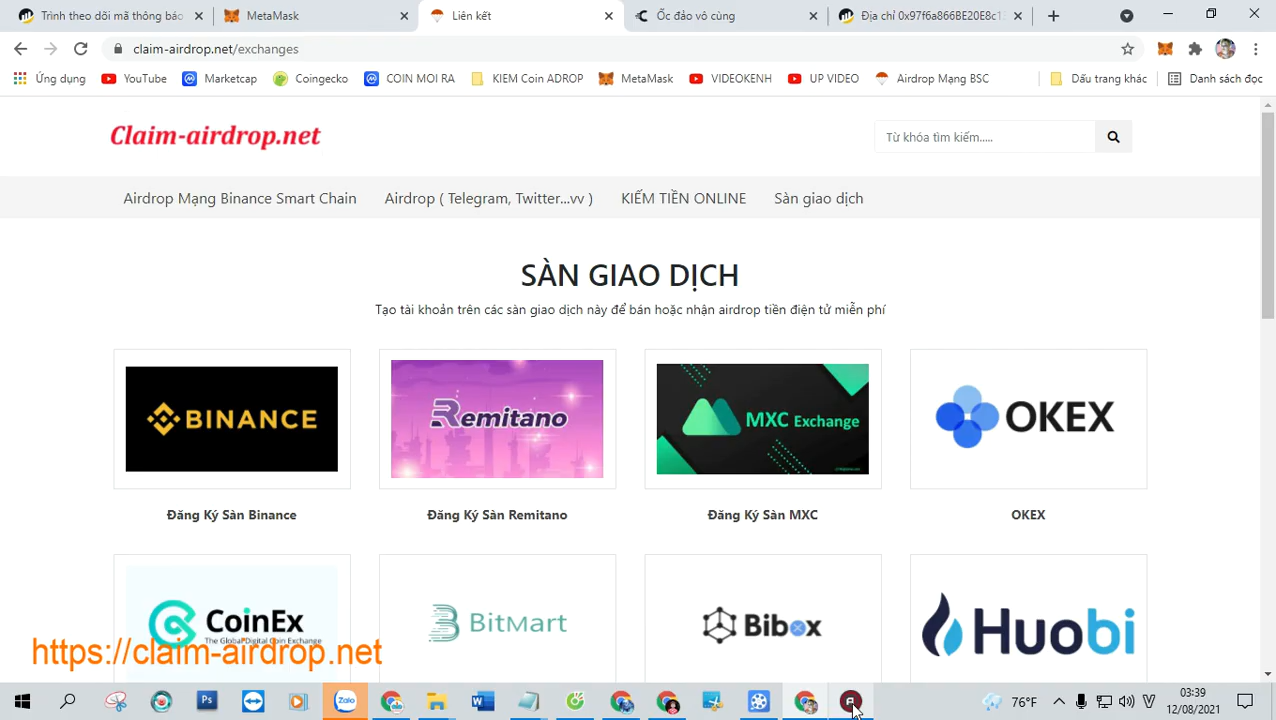 Trình theo dõi mã thông báo
MetaMask
Liên kết
Ốc đảo vô cùng
Địa chỉ 0x97f6a866BE20E8c1
claim-airdrop.net/exchanges
Ứng dụng
YouTube
Marketcap
Coingecko
COIN MOI RA
KIEM Coin ADROP
MetaMask
VIDEOKENH
UP VIDEO
Airdrop Mạng BSC
Dấu trang khác
Danh sách đọc
Claim-airdrop.net
Từ khóa tìm kiếm.....
Airdrop Mạng Binance Smart Chain
Airdrop ( Telegram, Twitter...vv )
KIẾM TIỀN ONLINE
Sàn giao dịch
SÀN GIAO DỊCH
Tạo tài khoản trên các sàn giao dịch này để bán hoặc nhận airdrop tiền điện tử miễn phí
BINANCE
Remitano
MXC Exchange
OKEX
Đăng Ký Sàn Binance
Đăng Ký Sàn Remitano
Đăng Ký Sàn MXC
OKEX
CoinEx
The Global Digital Coin Exchange
BitMart
Bibox
Huobi
https://claim-airdrop.net
Ps
Zalo
W
76°F
V
03:39
12/08/2021